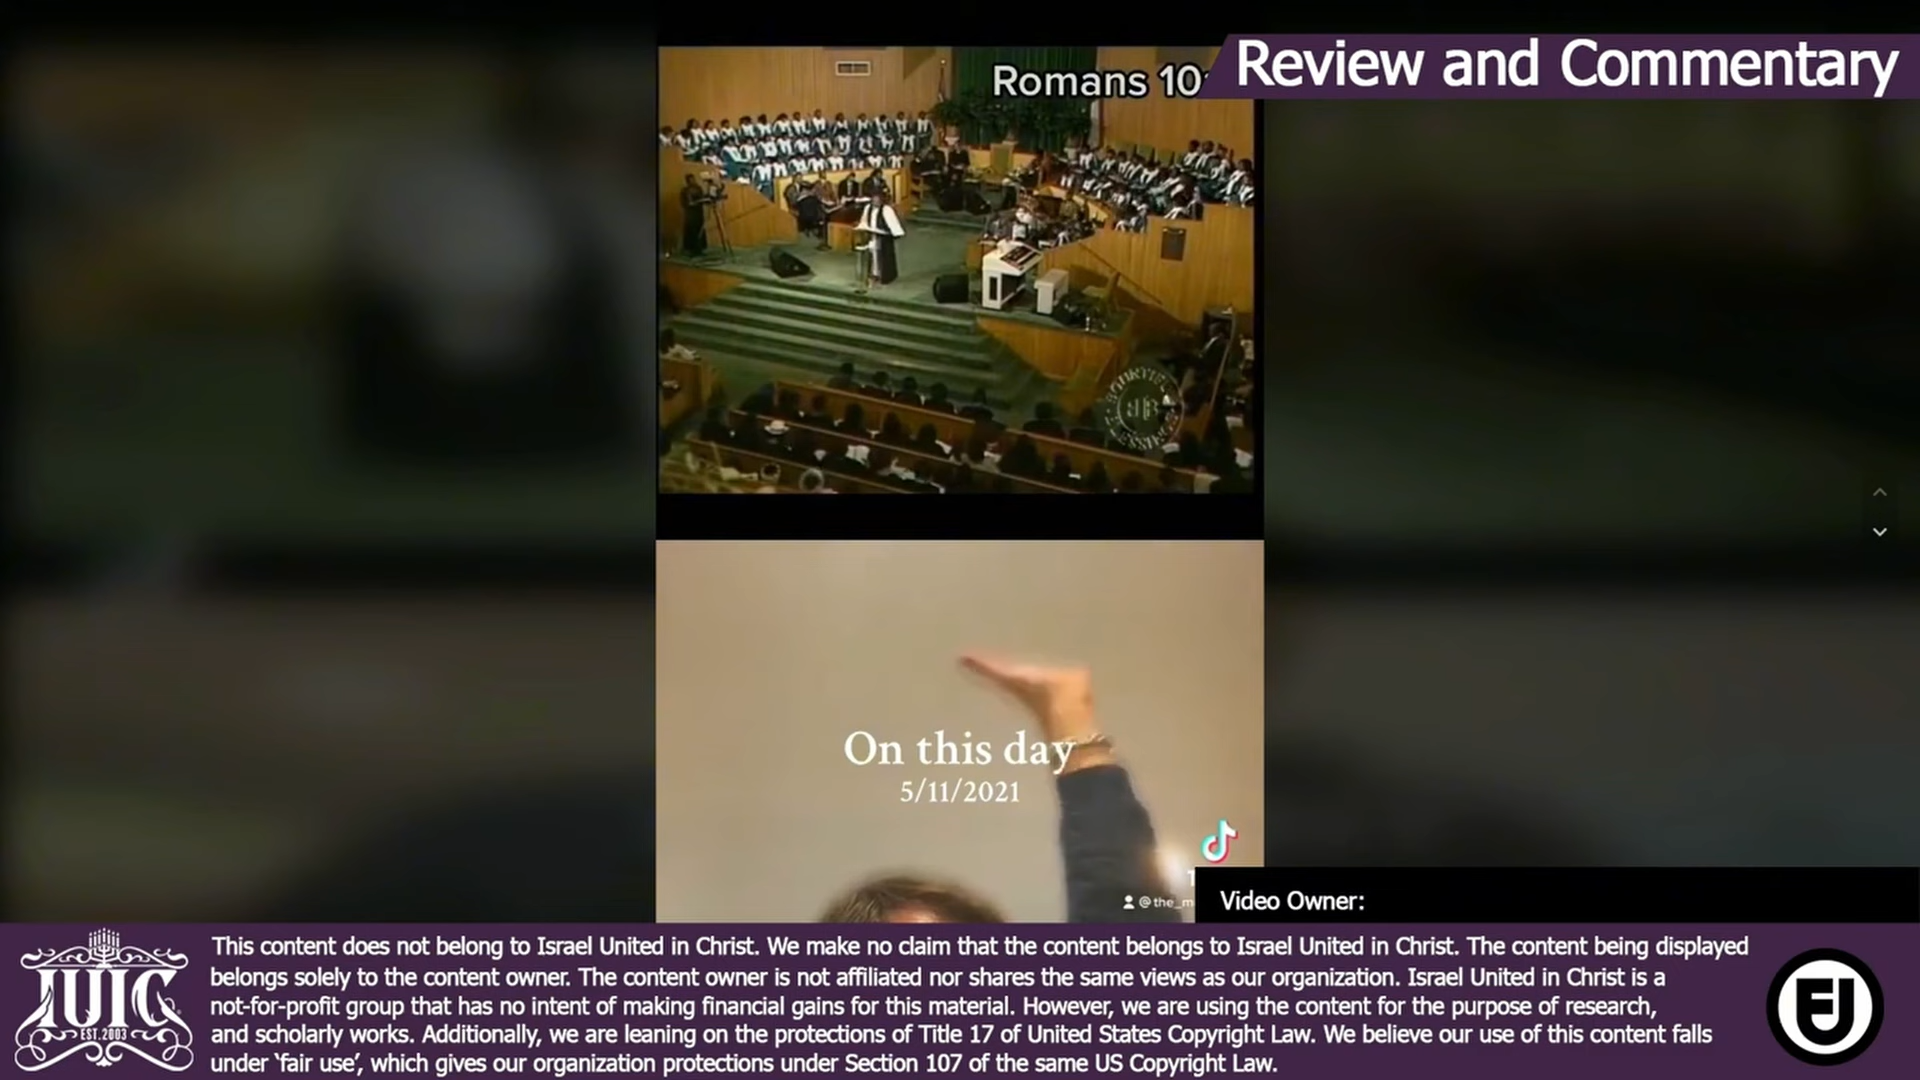 Review and Commentary
Romans 10:
On this day
5/11/2021
@the_m
Video Owner:
This content does not belong to Israel United in Christ. We make no claim that the content belongs to Israel United in Christ. The content being displayed
belongs solely to the content owner. The content owner is not affiliated nor shares the same views as our organization. Israel United in Christ is a
not-for-profit group that has no intent of making financial gains for this material. However, we are using the content for the purpose of research,
and scholarly works. Additionally, we are leaning on the protections of Title 17 of United States Copyright Law. We believe our use of this content falls
under ‘fair use’, which gives our organization protections under Section 107 of the same US Copyright Law.
IUIC
EST. 2003